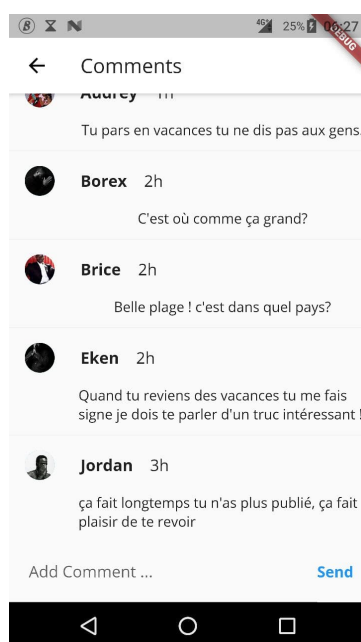 B N 4G 25% 06:27
DEBUG
← Comments
Audrey 1h
Tu pars en vacances tu ne dis pas aux gens.
Borex 2h
C'est où comme ça grand?
Brice 2h
Belle plage ! c'est dans quel pays?
Eken 2h
Quand tu reviens des vacances tu me fais
signe je dois te parler d'un truc intéressant !
Jordan 3h
ça fait longtemps tu n'as plus publié, ça fait
plaisir de te revoir
Add Comment ...
Send